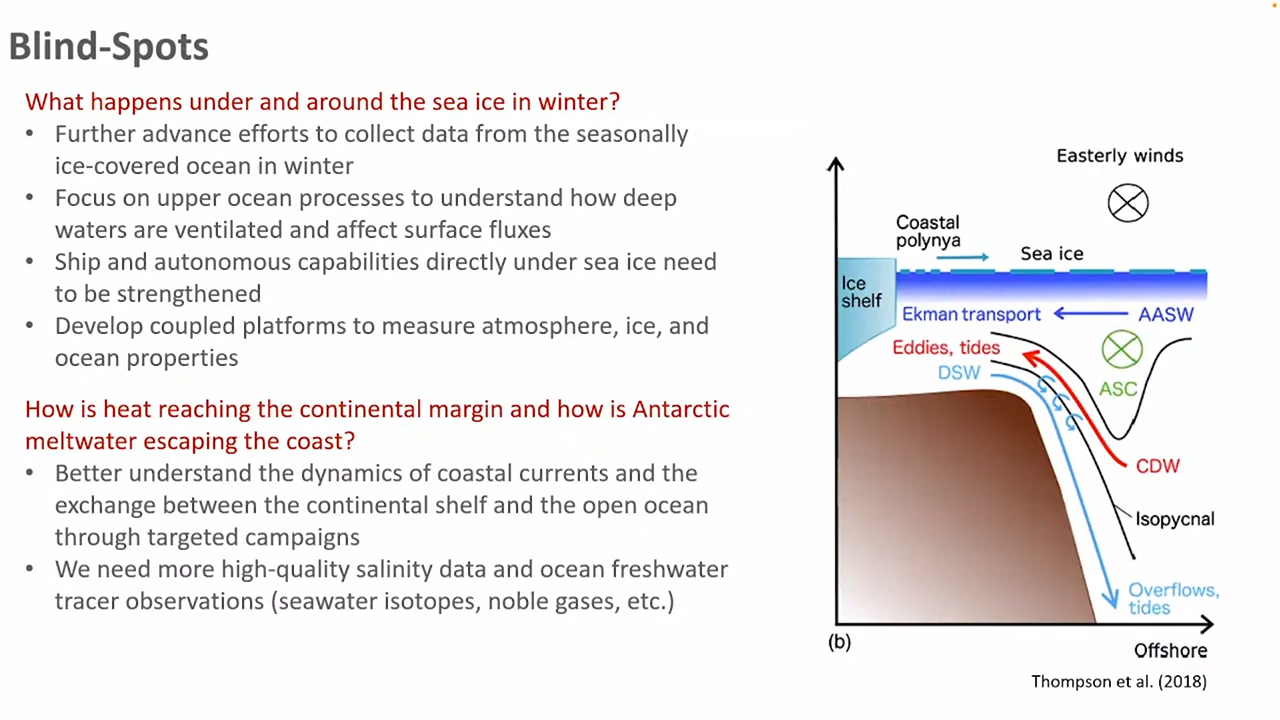 Blind-Spots
What happens under and around the sea ice in winter?
• Further advance efforts to collect data from the seasonally
ice-covered ocean in winter
• Focus on upper ocean processes to understand how deep
waters are ventilated and affect surface fluxes
• Ship and autonomous capabilities directly under sea ice need
to be strengthened
• Develop coupled platforms to measure atmosphere, ice, and
ocean properties
How is heat reaching the continental margin and how is Antarctic
meltwater escaping the coast?
• Better understand the dynamics of coastal currents and the
exchange between the continental shelf and the open ocean
through targeted campaigns
• We need more high-quality salinity data and ocean freshwater
tracer observations (seawater isotopes, noble gases, etc.)
Easterly winds
Coastal
polynya
Sea ice
Ice
shelf
Ekman transport
AASW
Eddies, tides
DSW
ASC
CDW
Isopycnal
Overflows,
tides
(b)
Offshore
Thompson et al. (2018)